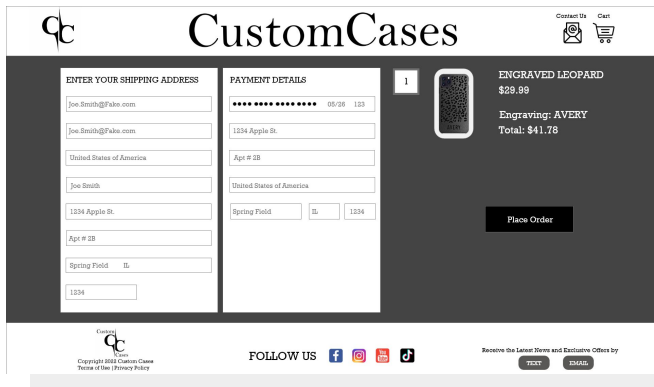 CC
CustomCases
Contact Us
Cart
ENTER YOUR SHIPPING ADDRESS
Joe.Smith@Fake.com
Joe.Smith@Fake.com
United States of America
Joe Smith
1234 Apple St.
Apt # 2B
Spring Field IL
1234
PAYMENT DETAILS
•••• •••• •••• •••• 05/26 123
1234 Apple St.
Apt # 2B
United States of America
Spring Field IL 1234
1
ENGRAVED LEOPARD
$29.99
Engraving: AVERY
Total: $41.78
Place Order
Custom
CC
Cases
Copyright 2022 Custom Cases
Terms of Use | Privacy Policy
FOLLOW US
You
Tube
Receive the Latest News and Exclusive Offers by
TEXT EMAIL